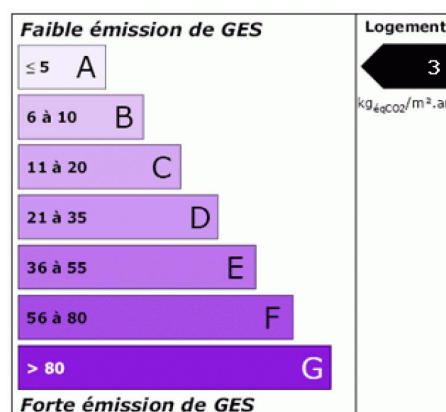 Faible émission de GES
Logement
≤ 5 A
3
6 à 10 B
kgéqCO2/m².an
11 à 20 C
21 à 35 D
36 à 55 E
56 à 80 F
> 80 G
Forte émission de GES